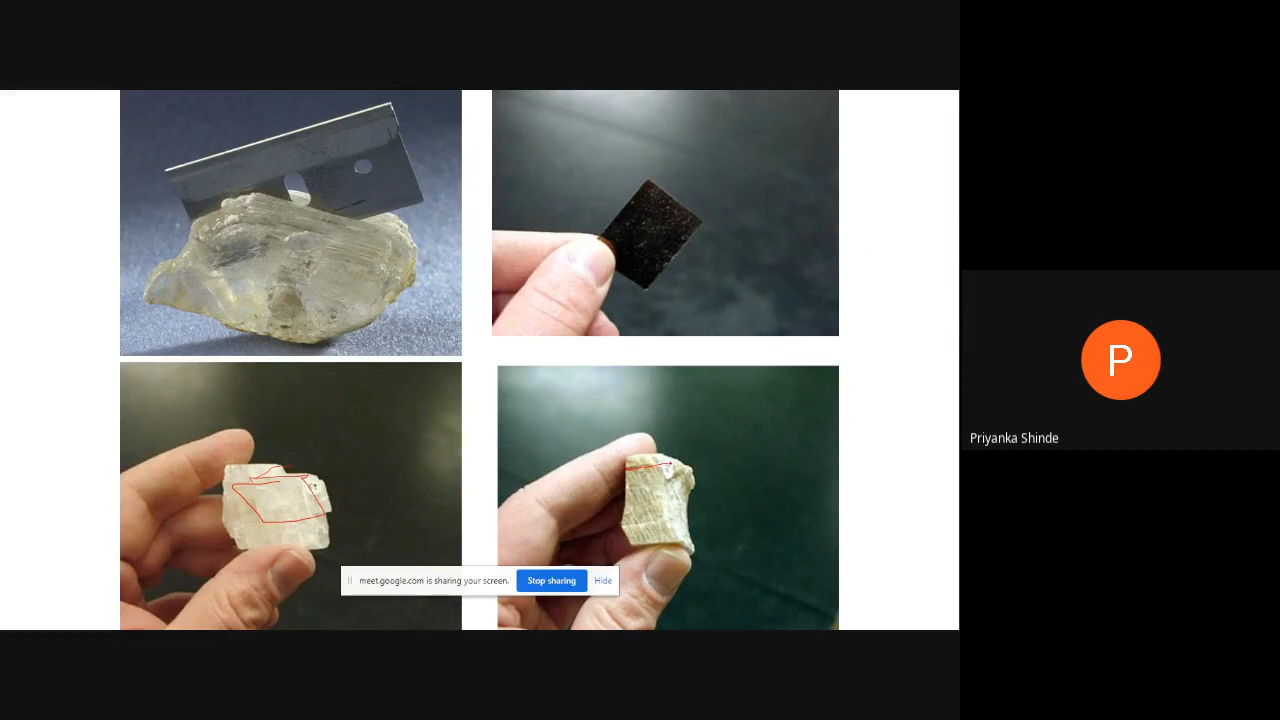 P
Priyanka Shinde
meet.google.com is sharing your screen.
Stop sharing
Hide